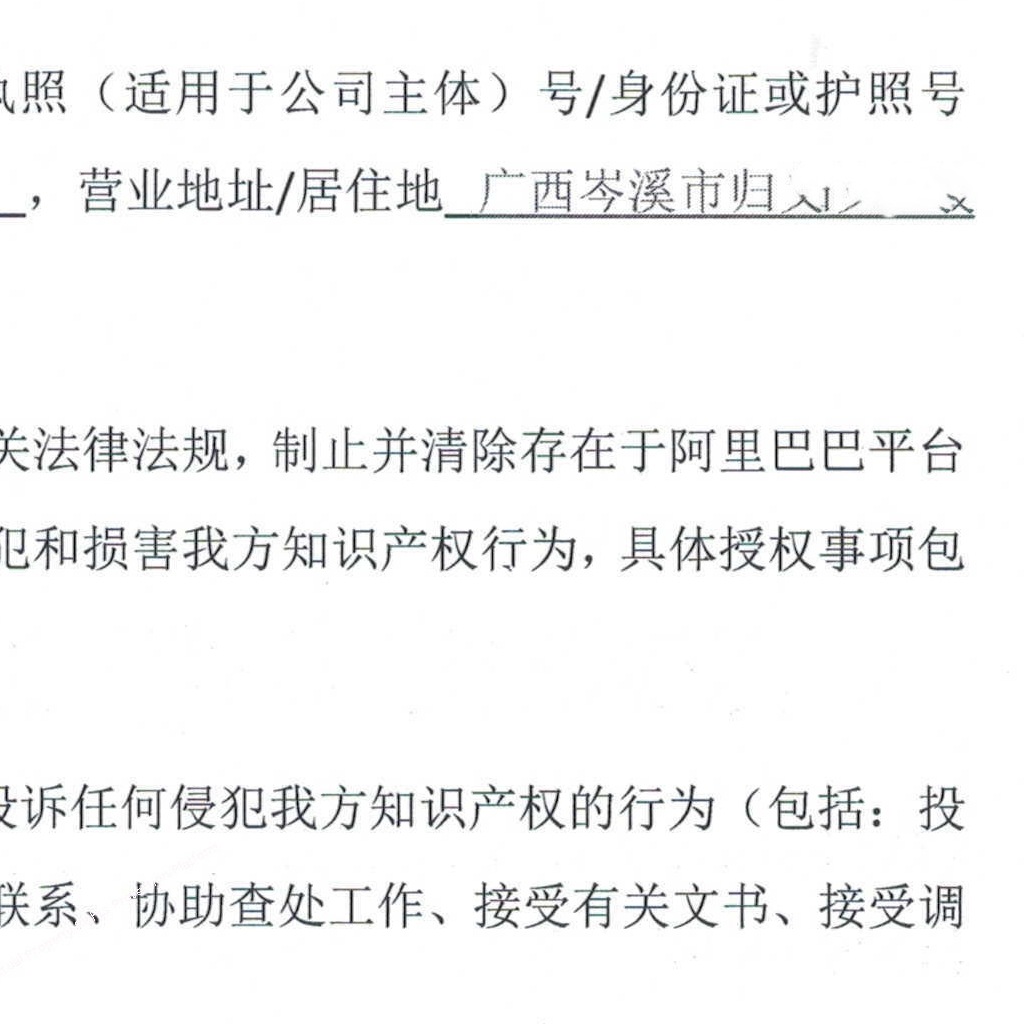 照（适用于公司主体）号/身份证或护照号
，营业地址/居住地 广西岑溪市归
关法律法规，制止并清除存在于阿里巴巴平台
犯和损害我方知识产权行为，具体授权事项包
投诉任何侵犯我方知识产权的行为（包括：投
联系、协助查处工作、接受有关文书、接受调